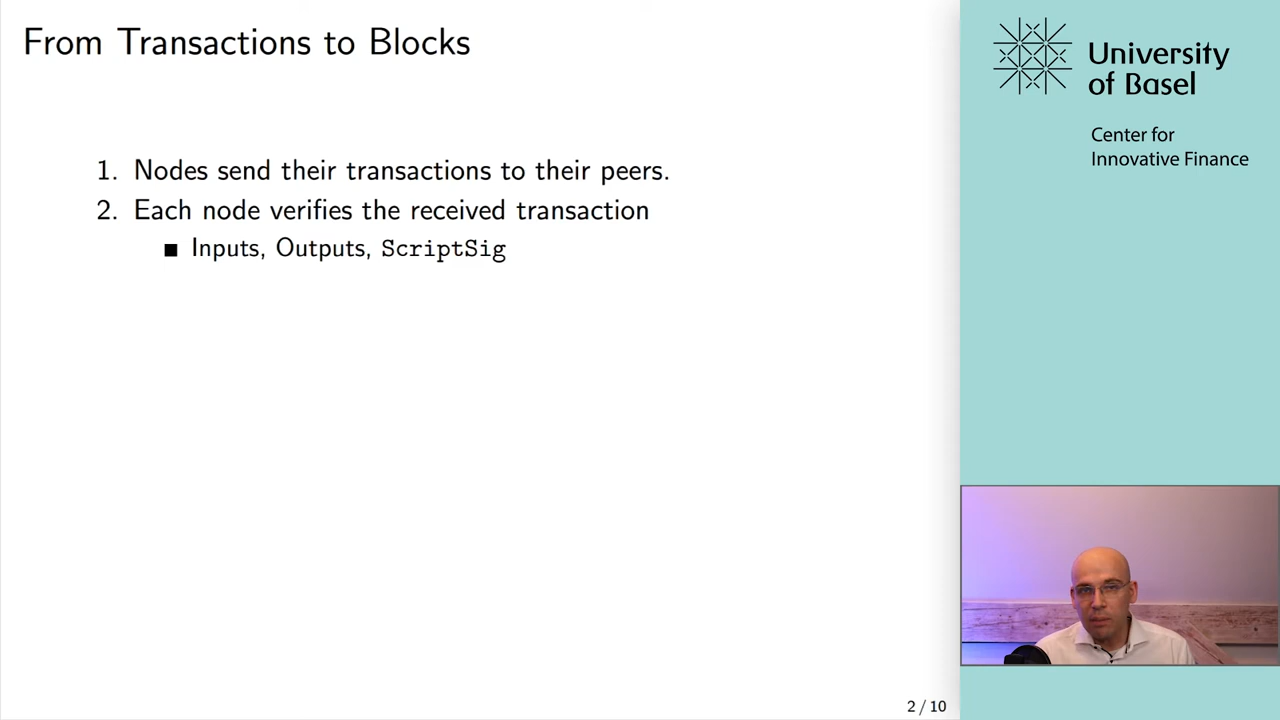 From Transactions to Blocks
1. Nodes send their transactions to their peers.
2. Each node verifies the received transaction
■ Inputs, Outputs, ScriptSig
2 / 10
University
of Basel
Center for
Innovative Finance